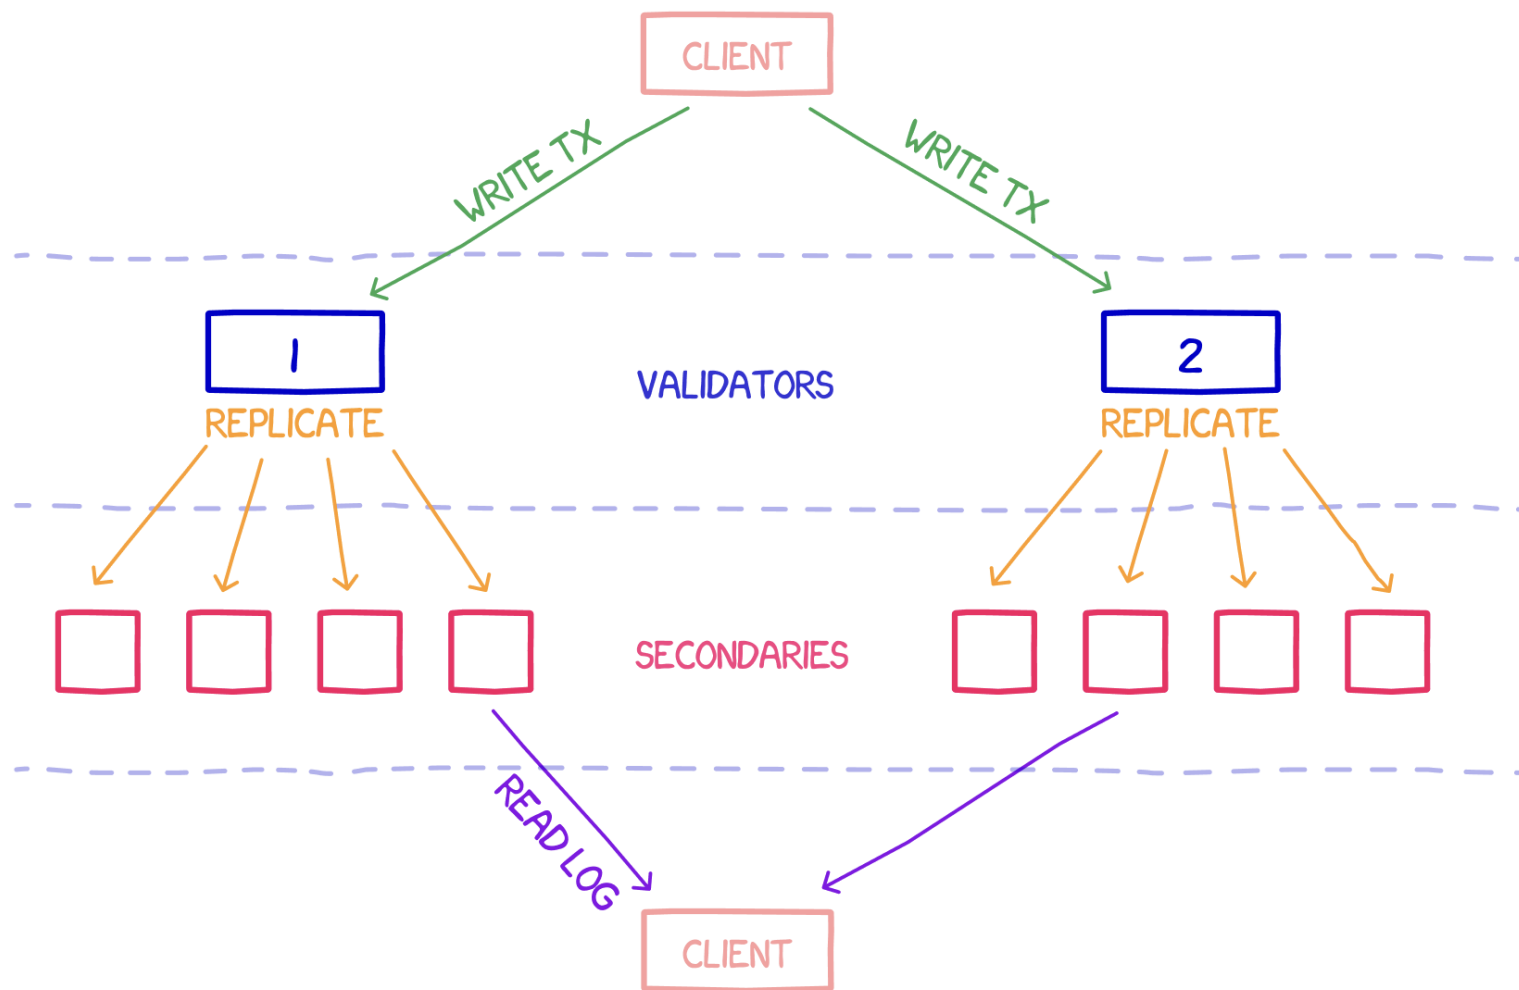 CLIENT
WRITE TX
WRITE TX
1
2
VALIDATORS
REPLICATE
REPLICATE
SECONDARIES
READ LOG
CLIENT